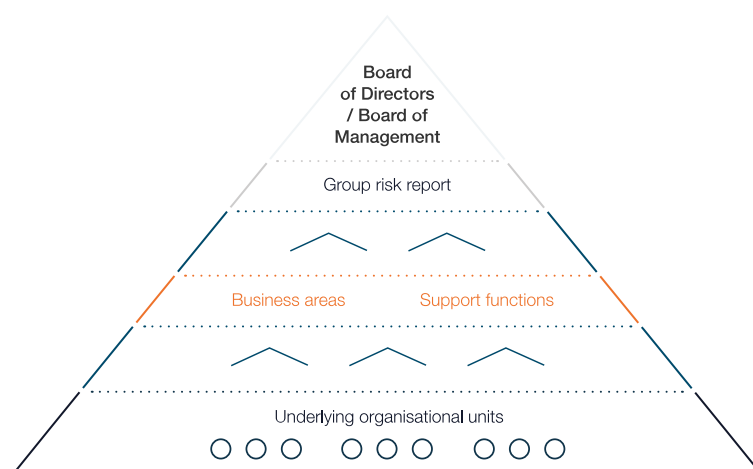 Board
of Directors
/ Board of
Management
Group risk report
Business areas
Support functions
Underlying organisational units